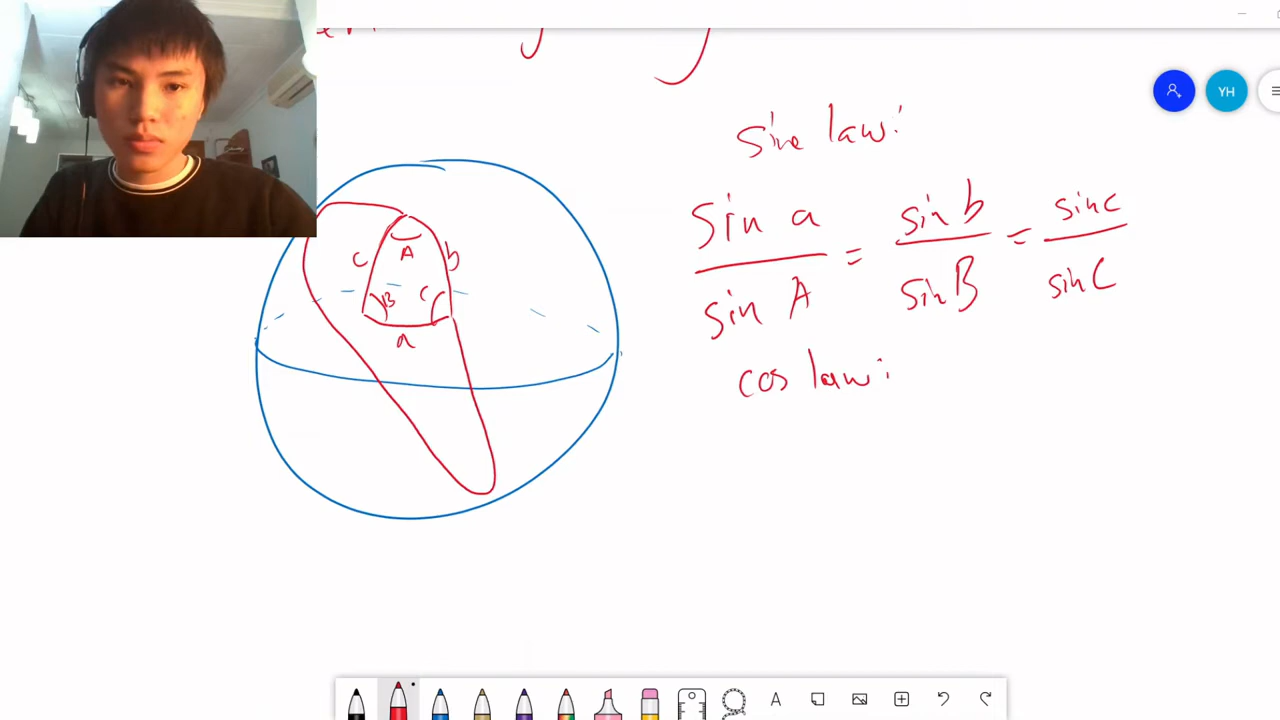 YH
sine law:
sin a / sin A = sin b / sin B = sin c / sin C
cos law:
A
c
b
B
C
a
A